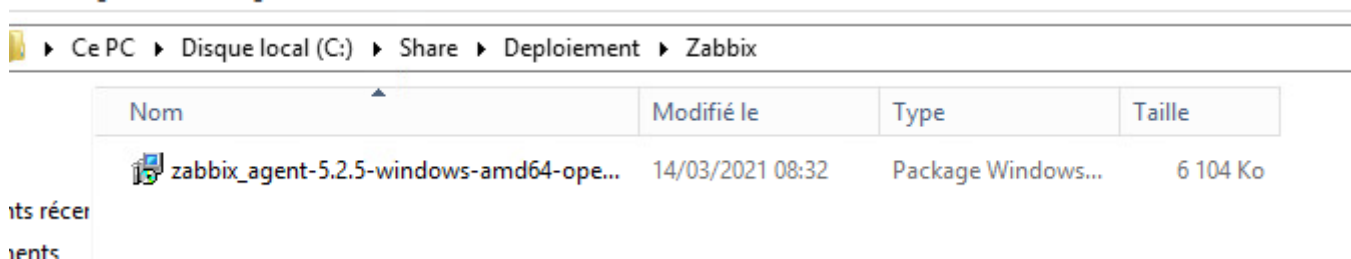 Ce PC ▸ Disque local (C:) ▸ Share ▸ Deploiement ▸ Zabbix
Nom Modifié le Type Taille
zabbix_agent-5.2.5-windows-amd64-ope... 14/03/2021 08:32 Package Windows... 6 104 Ko
nts récer
nents